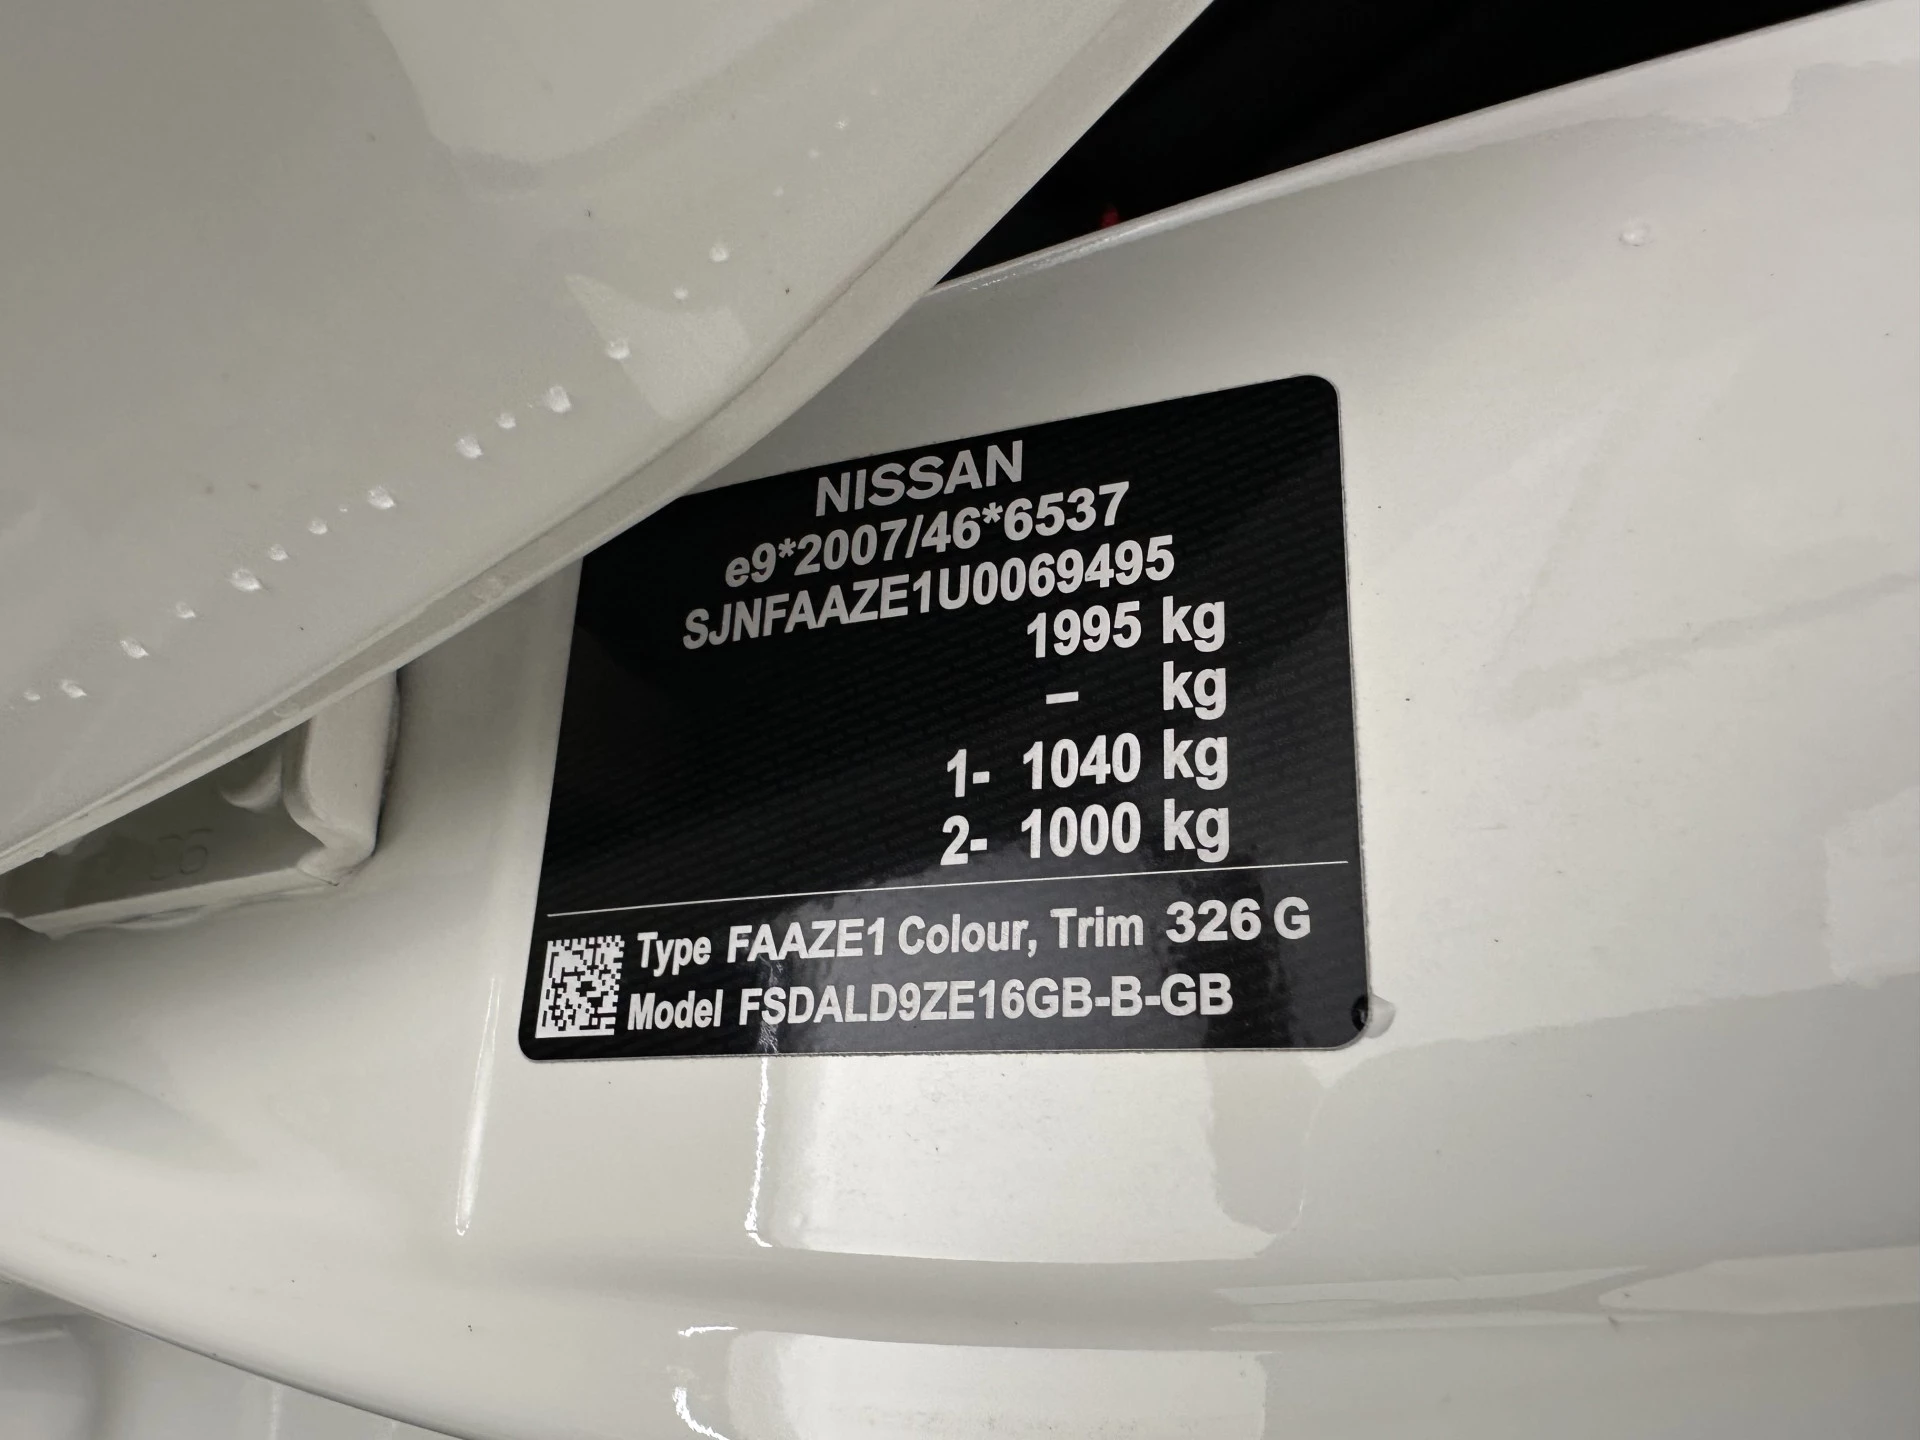 NISSAN
e9*2007/46*6537
SJNFAAZE1U0069495
1995 kg
– kg
1- 1040 kg
2- 1000 kg
Type FAAZE1 Colour, Trim 326 G
Model FSDALD9ZE16GB-B-GB